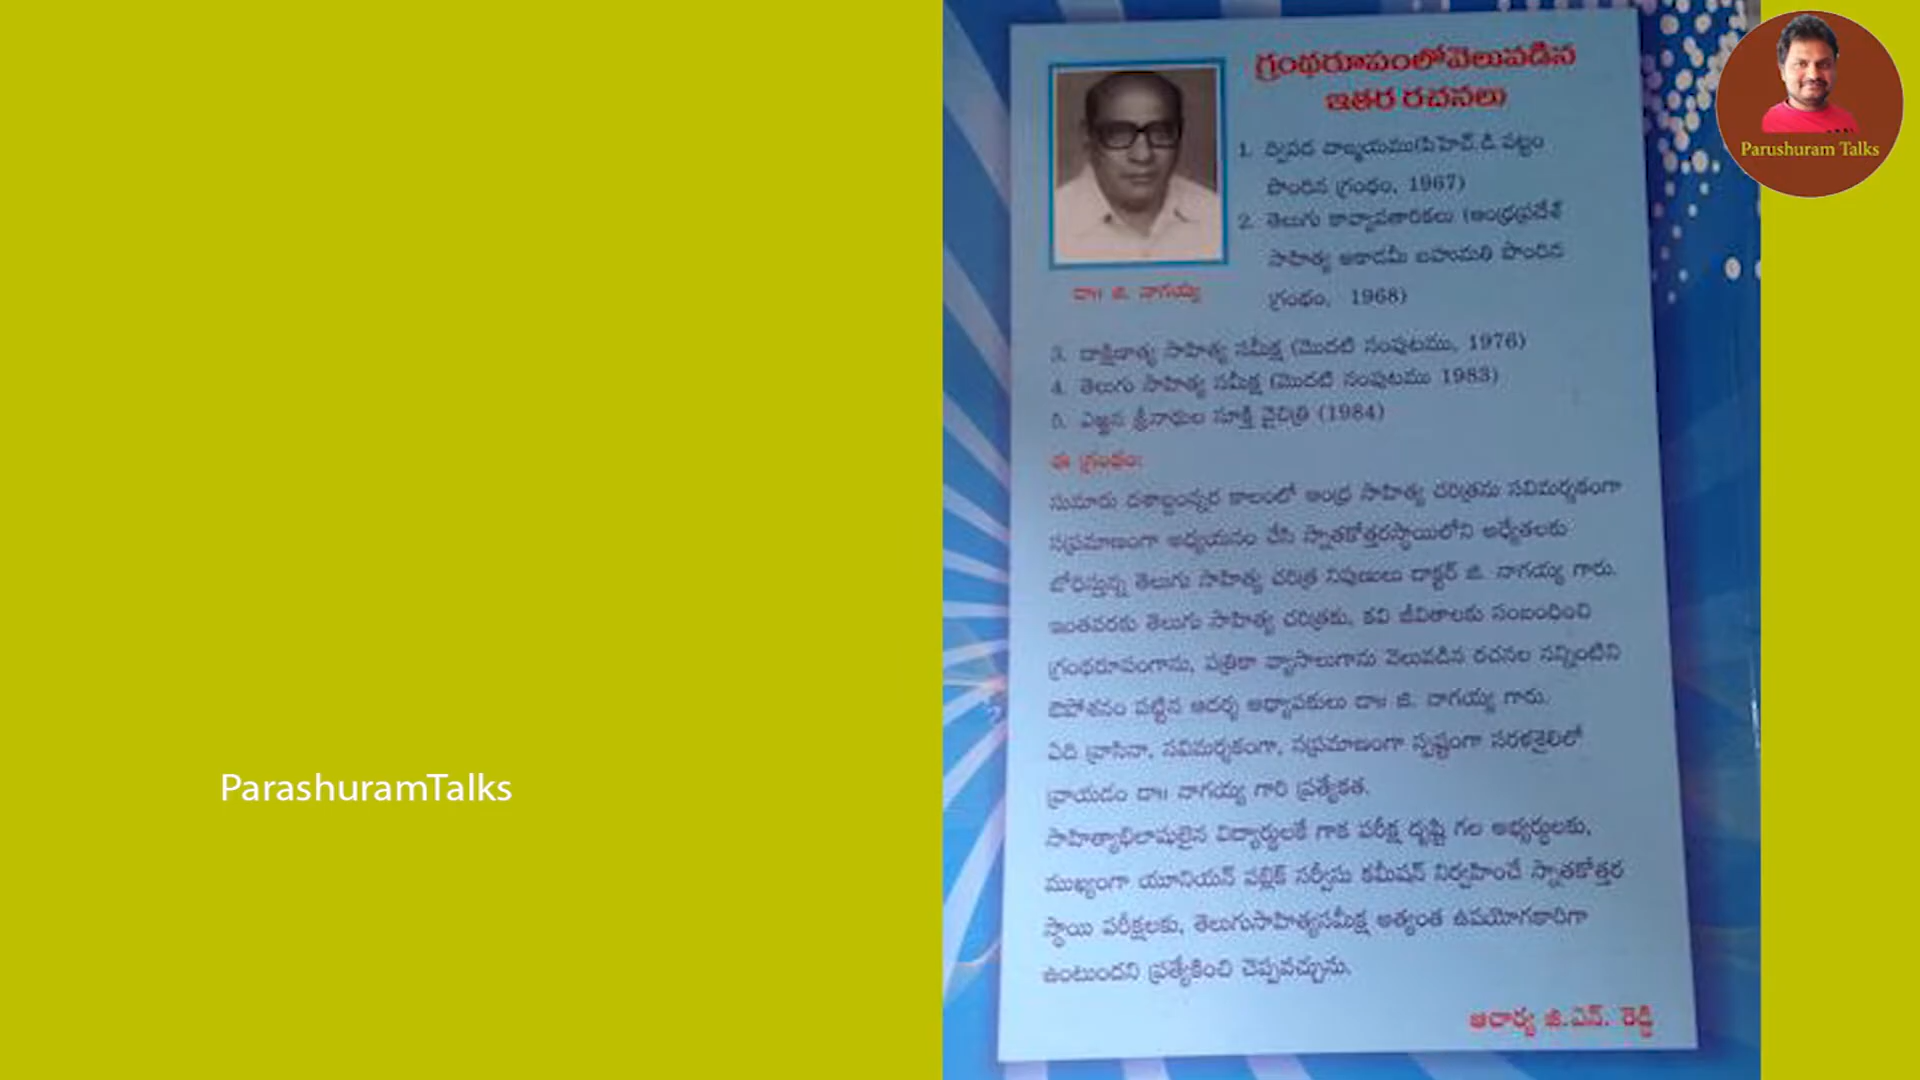 గ్రంథరూపంలోవెలువడిన
ఇతర రచనలు
1. ద్విపద వాఙ్మయము(పి.హెచ్.డి.పట్టం
పొందిన గ్రంథం, 1967)
2. తెలుగు కావ్యావతారికలు (ఆంధ్రప్రదేశ్
సాహిత్య అకాడమీ బహుమతి పొందిన
గ్రంథం, 1968)
డా॥ జి. నాగయ్య
3. దాక్షిణాత్య సాహిత్య సమీక్ష (మొదటి సంపుటము, 1976)
4. తెలుగు సాహిత్య సమీక్ష (మొదటి సంపుటము 1983)
5. ఎఱ్ఱన శ్రీనాథుల సూక్తి వైచిత్రి (1984)
ఈ గ్రంథం:
సుమారు దశాబ్దంన్నర కాలంలో ఆంధ్ర సాహిత్య చరిత్రను సవిమర్శకంగా
సప్రమాణంగా అధ్యయనం చేసి స్నాతకోత్తరస్థాయిలోని అధ్యేతలకు
బోధిస్తున్న తెలుగు సాహిత్య చరిత్ర నిపుణులు డాక్టర్ జి. నాగయ్య గారు.
ఇంతవరకు తెలుగు సాహిత్య చరిత్రకు, కవి జీవితాలకు సంబంధించి
గ్రంథరూపంగాను, పత్రికా వ్యాసాలుగాను వెలువడిన రచనల నన్నింటిని
ఔపోశనం పట్టిన ఆదర్శ అధ్యాపకులు డా॥ జి. నాగయ్య గారు.
ఏది వ్రాసినా, సవిమర్శకంగా, సప్రమాణంగా స్పష్టంగా సరళశైలిలో
వ్రాయడం డా॥ నాగయ్య గారి ప్రత్యేకత.
సాహిత్యాభిలాషులైన విద్యార్థులకే గాక పరీక్ష దృష్టి గల అభ్యర్థులకు,
ముఖ్యంగా యూనియన్ పబ్లిక్ సర్వీసు కమీషన్ నిర్వహించే స్నాతకోత్తర
స్థాయి పరీక్షలకు, తెలుగుసాహిత్యసమీక్ష అత్యంత ఉపయోగకారిగా
ఉంటుందని ప్రత్యేకించి చెప్పవచ్చును.
ఆచార్య జి.ఎన్. రెడ్డి
ParashuramTalks
Parushuram Talks